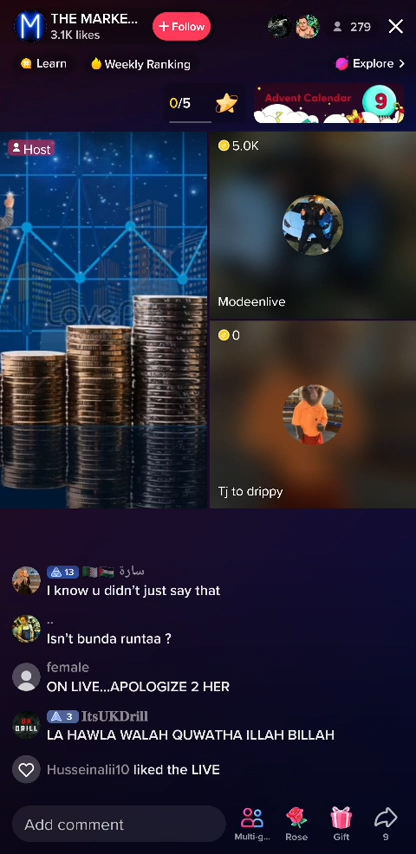 THE MARKE...
3.1K likes
+ Follow
279
Learn
Weekly Ranking
Explore >
0/5
Advent Calendar
9
Host
5.0K
Modeenlive
0
Tj to drippy
13 سارة
I know u didn't just say that
..
Isn't bunda runtaa ?
female
ON LIVE...APOLOGIZE 2 HER
3 ItsUKDrill
LA HAWLA WALAH QUWATHA ILLAH BILLAH
Husseinalii10 liked the LIVE
Add comment
Multi-g...
Rose
Gift
9